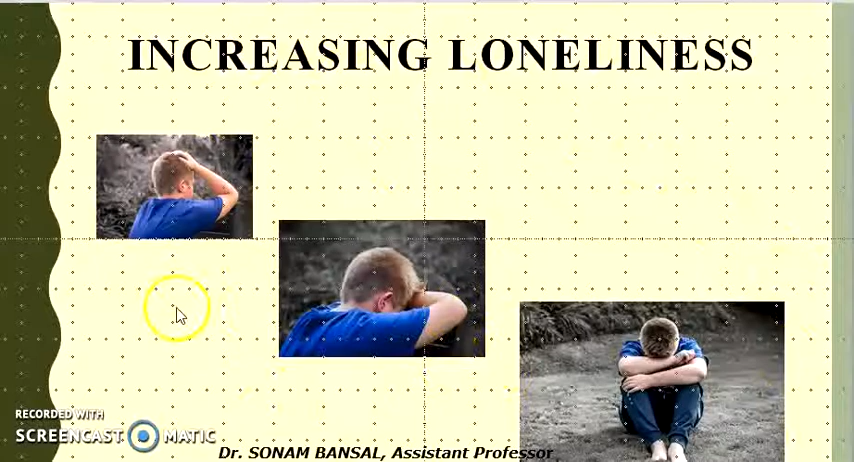 INCREASING LONELINESS
RECORDED WITH
SCREENCAST MATIC
Dr. SONAM BANSAL, Assistant Professor